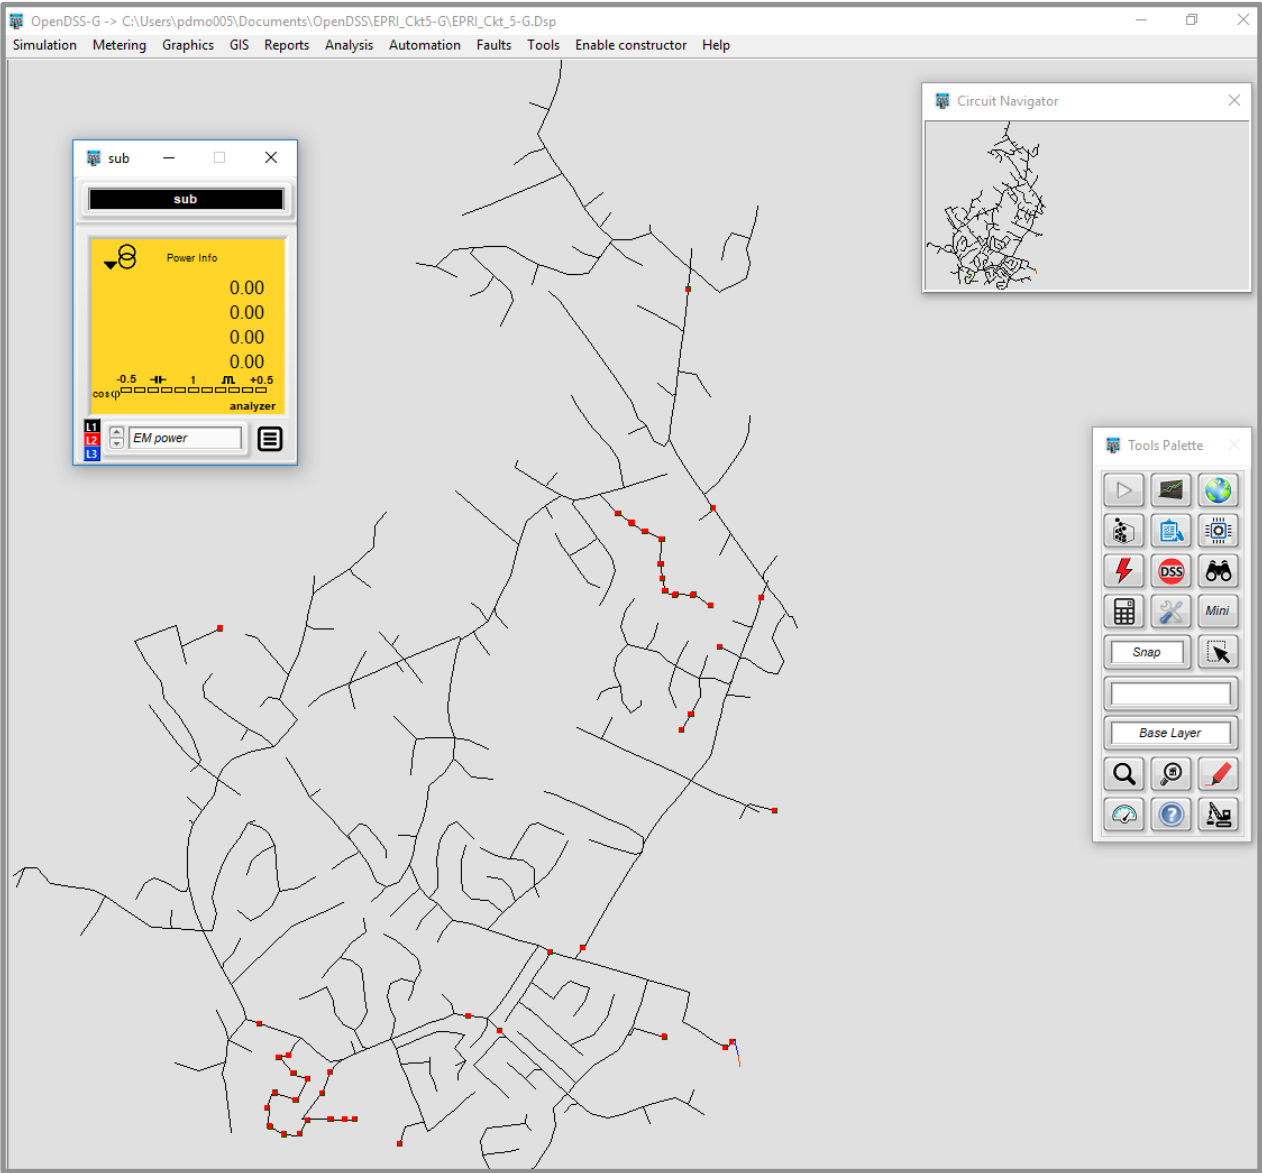 OpenDSS-G -> C:\Users\pdmo005\Documents\OpenDSS\EPRI_Ckt5-G\EPRI_Ckt_5-G.Dsp
Simulation Metering Graphics GIS Reports Analysis Automation Faults Tools Enable constructor Help
Circuit Navigator
sub
sub
Power Info
0.00
0.00
0.00
0.00
-0.5 1 +0.5
cosφ
analyzer
L1
L2
L3
EM power
Tools Palette
DSS
Mini
Snap
Base Layer